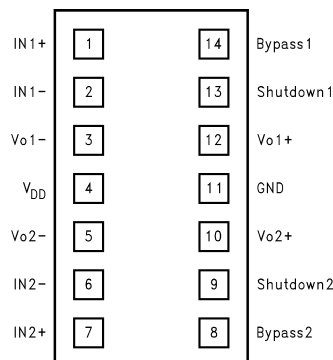 IN1+ 1 14 Bypass1
IN1- 2 13 Shutdown1
Vo1- 3 12 Vo1+
VDD 4 11 GND
Vo2- 5 10 Vo2+
IN2- 6 9 Shutdown2
IN2+ 7 8 Bypass2